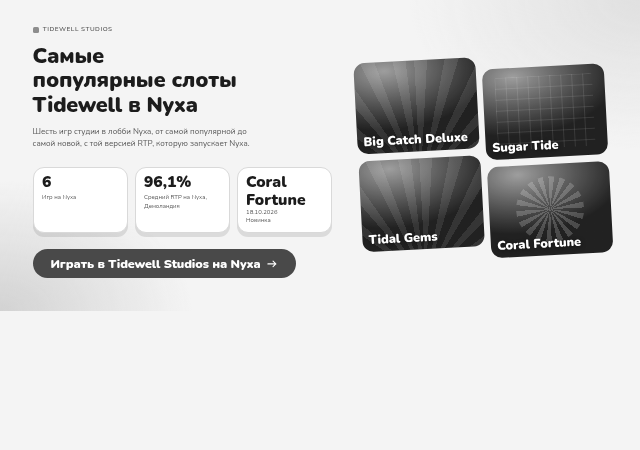 TIDEWELL STUDIOS
Самые
популярные слоты
Tidewell в Nyxa
Шесть игр студии в лобби Nyxa, от самой популярной до
самой новой, с той версией RTP, которую запускает Nyxa.
6
Игр на Nyxa
96,1%
Средний RTP на Nyxa,
Демоландия
Coral
Fortune
18.10.2026
Новинка
Играть в Tidewell Studios на Nyxa →
Big Catch Deluxe
Sugar Tide
Tidal Gems
Coral Fortune